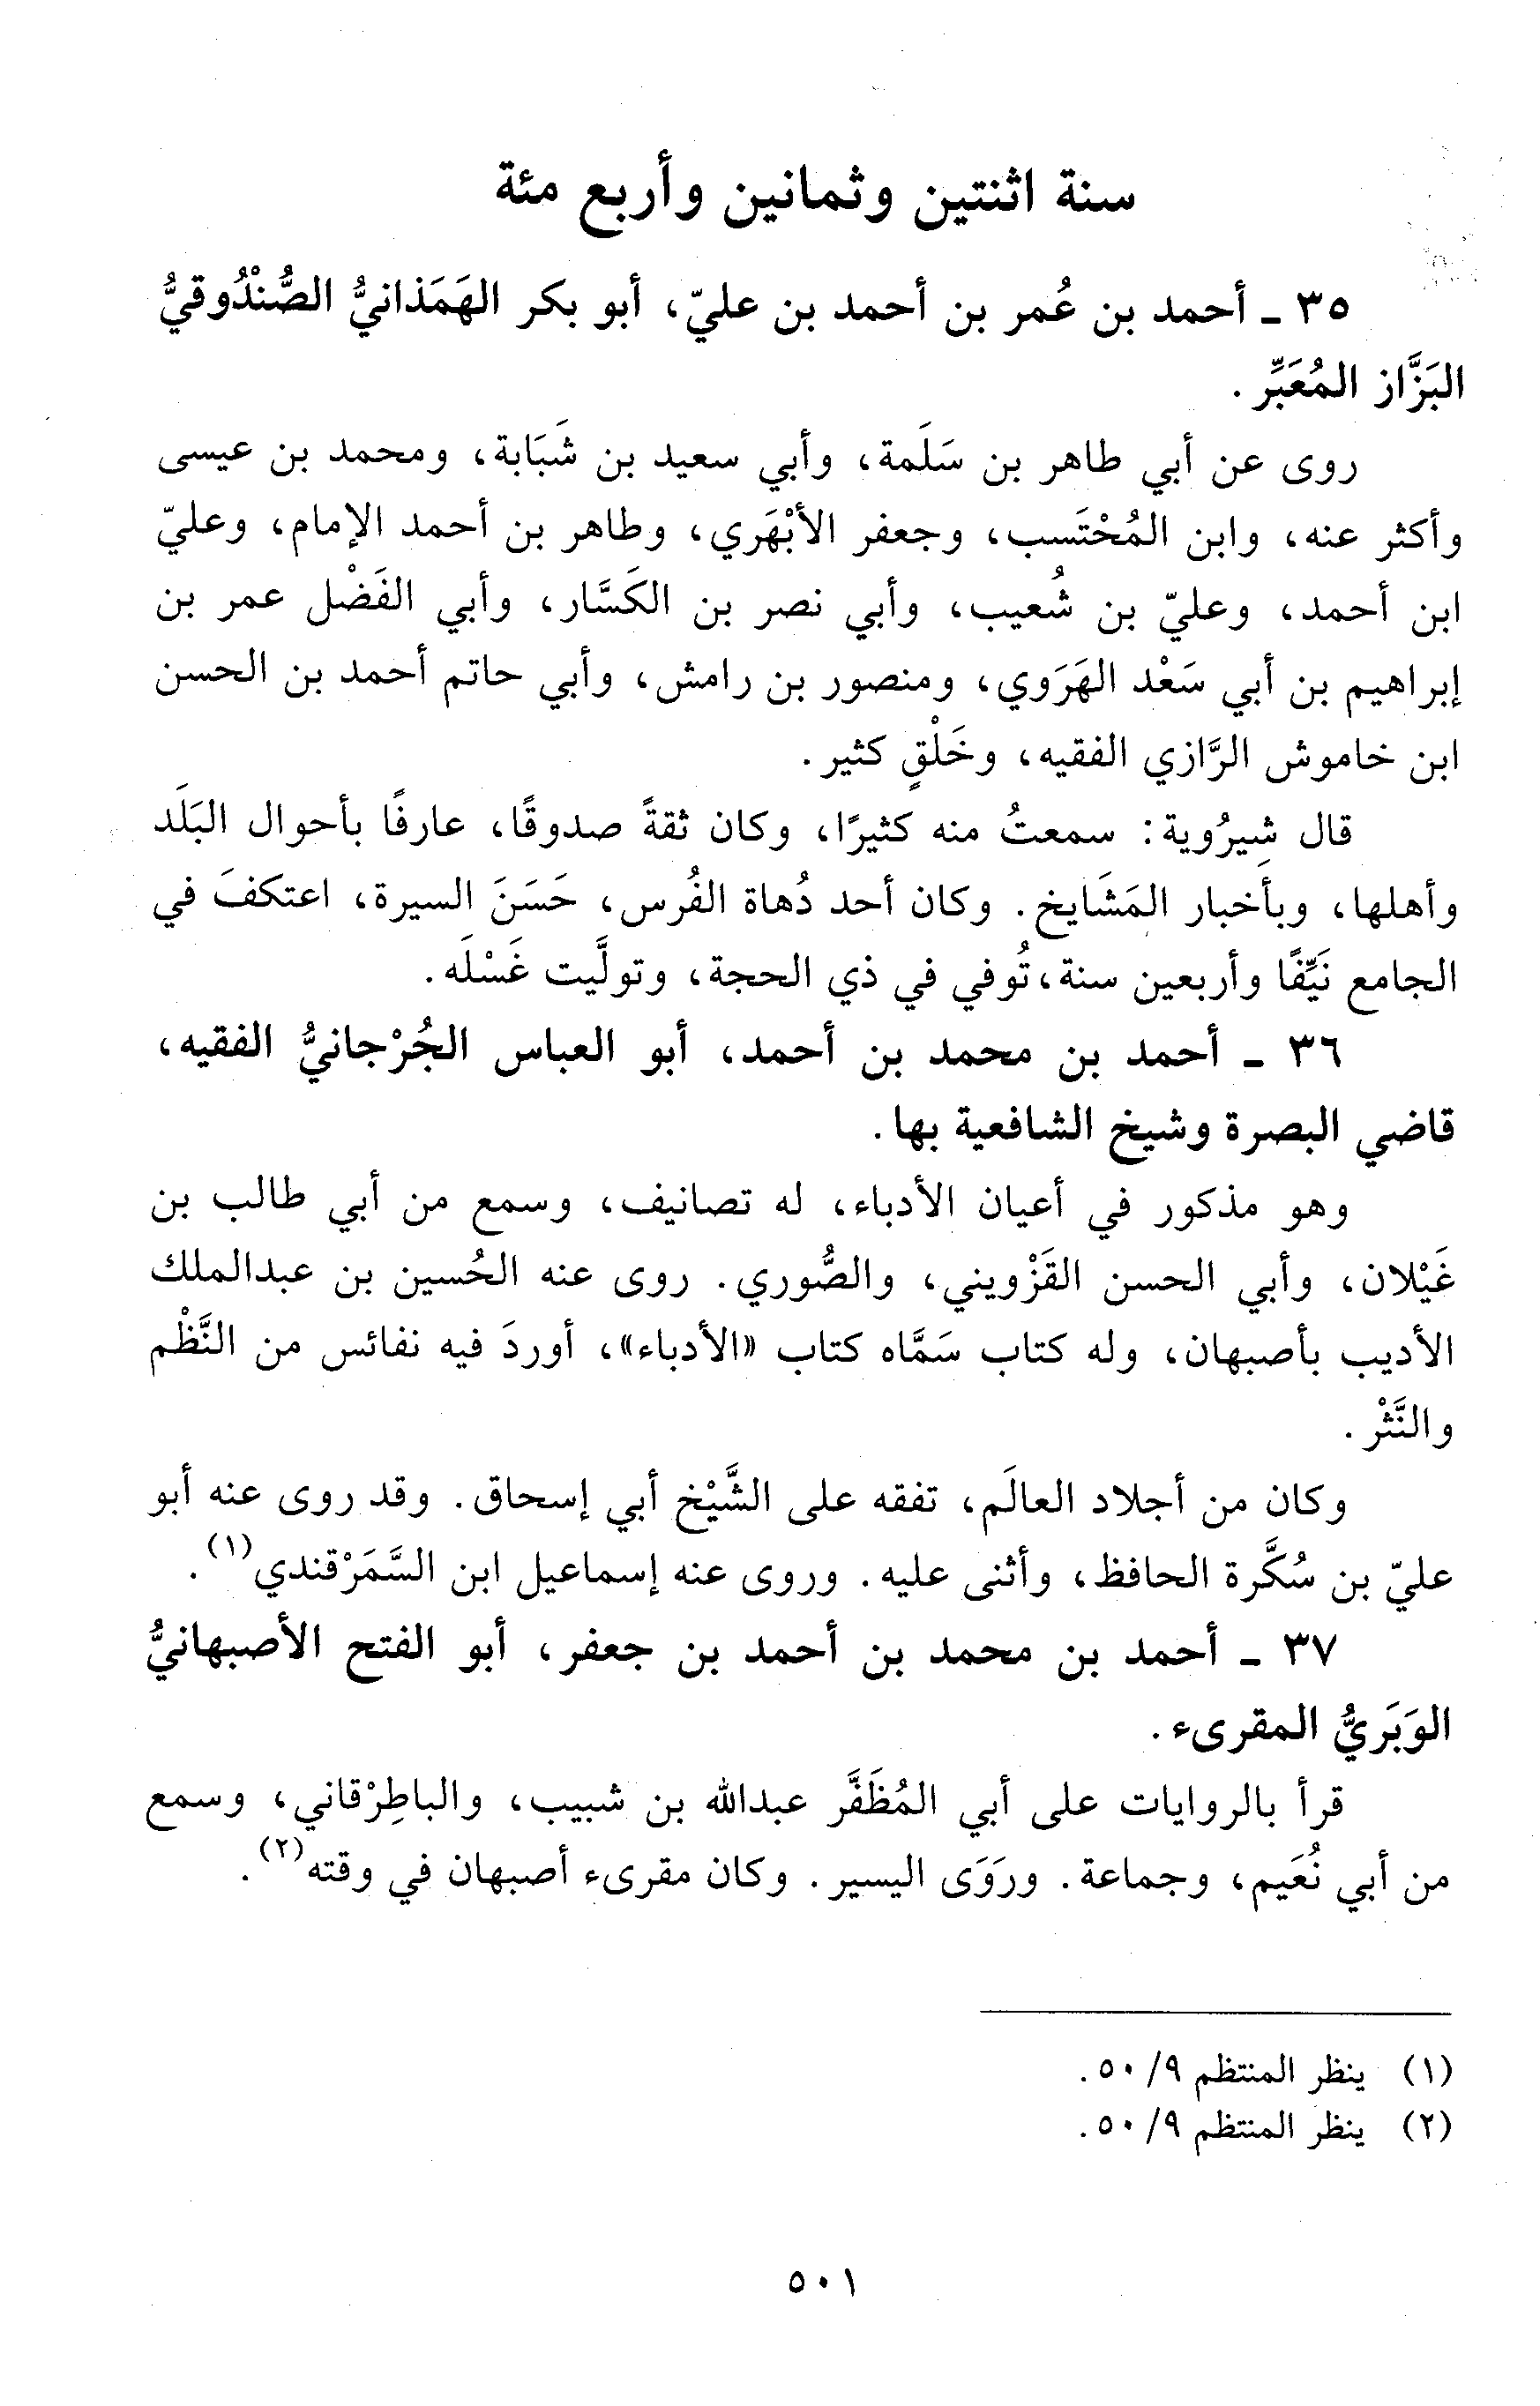 سنة اثنتين وثمانين وأربع مئة
٣٥ ـ أحمد بن عُمر بن أحمد بن عليّ، أبو بكر الهَمَذانيُّ الصُّنْدُوقيُّ
البَزَّاز المُعَبِّر.
روى عن أبي طاهر بن سَلَمة، وأبي سعيد بن شَبَابة، ومحمد بن عيسى
وأكثر عنه، وابن المُحْتَسب، وجعفر الأبْهَري، وطاهر بن أحمد الإمام، وعليّ
ابن أحمد، وعليّ بن شُعيب، وأبي نصر بن الكَسَّار، وأبي الفَضْل عمر بن
إبراهيم بن أبي سَعْد الهَرَوي، ومنصور بن رامش، وأبي حاتم أحمد بن الحسن
ابن خاموش الرَّازي الفقيه، وخَلْقٍ كثير.
قال شِيرُوية: سمعتُ منه كثيرًا، وكان ثقةً صدوقًا، عارفًا بأحوال البَلَد
وأهلها، وبأخبار المَشَايخ. وكان أحد دُهاة الفُرس، حَسَنَ السيرة، اعتكفَ في
الجامع نَيِّفًا وأربعين سنة، تُوفي في ذي الحجة، وتولَّيت غَسْلَه.
٣٦ ـ أحمد بن محمد بن أحمد، أبو العباس الجُرْجانيُّ الفقيه،
قاضي البصرة وشيخ الشافعية بها.
وهو مذكور في أعيان الأدباء، له تصانيف، وسمع من أبي طالب بن
غَيْلان، وأبي الحسن القَزْويني، والصُّوري. روى عنه الحُسين بن عبدالملك
الأديب بأصبهان، وله كتاب سَمَّاه كتاب «الأدباء»، أوردَ فيه نفائس من النَّظْم
والنَّثْر.
وكان من أجلاد العالَم، تفقه على الشَّيْخ أبي إسحاق. وقد روى عنه أبو
عليّ بن سُكَّرة الحافظ، وأثنى عليه. وروى عنه إسماعيل ابن السَّمَرْقندي(١).
٣٧ ـ أحمد بن محمد بن أحمد بن جعفر، أبو الفتح الأصبهانيُّ
الوَبَريُّ المقرىء.
قرأ بالروايات على أبي المُظَفَّر عبدالله بن شبيب، والباطِرْقاني، وسمع
من أبي نُعَيم، وجماعة. ورَوَى اليسير. وكان مقرىء أصبهان في وقته(٢).
(١) ينظر المنتظم ٩/ ٥٠.
(٢) ينظر المنتظم ٩/ ٥٠.
٥٠١